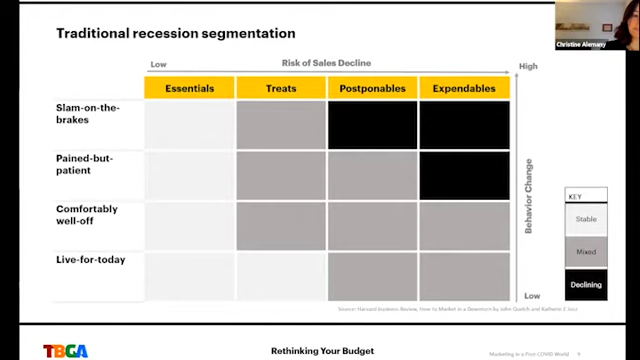 Traditional recession segmentation
Christine Alemany
Low
Risk of Sales Decline
High
Essentials
Treats
Postponables
Expendables
Slam-on-the-
brakes
Pained-but-
patient
Comfortably
well-off
Live-for-today
Behavior Change
Low
KEY
Stable
Mixed
Declining
Source: Harvard Business Review, How to Market in a Downturn by John Quelch and Katherine E. Jocz
TBGA
Rethinking Your Budget
Marketing in a Post-COVID World 9